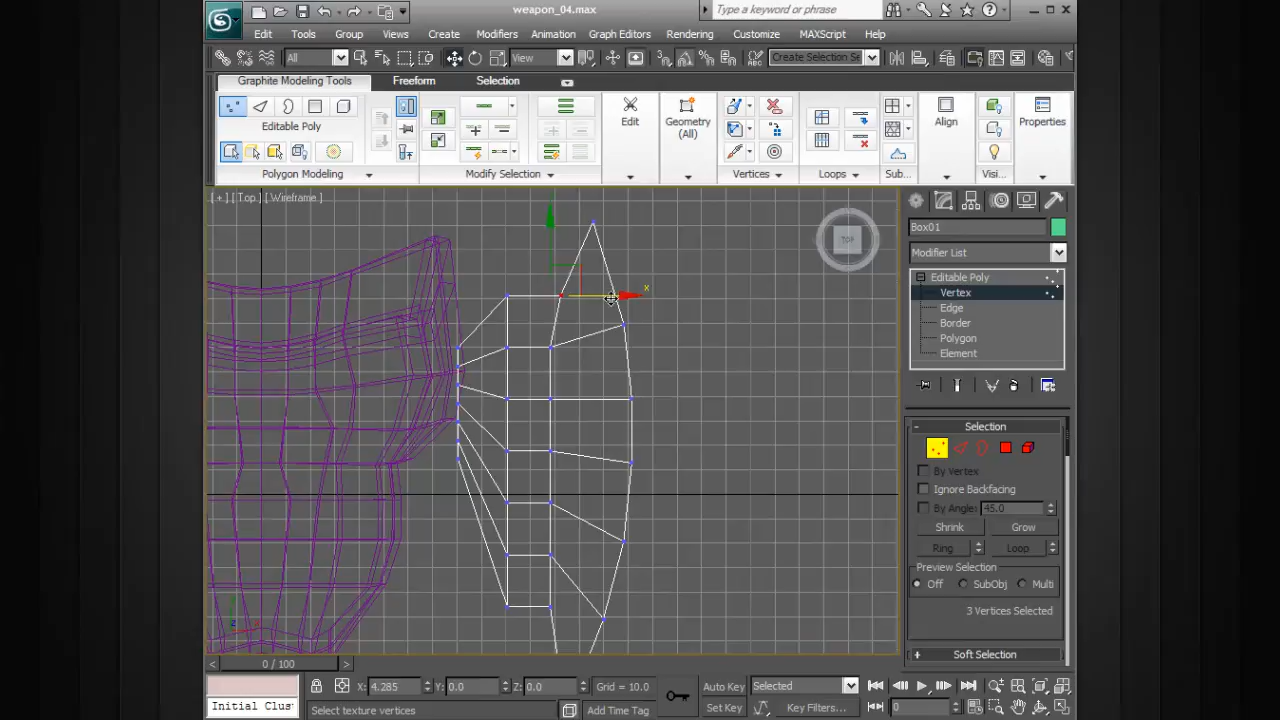 weapon_04.max
Type a keyword or phrase
Edit Tools Group Views Create Modifiers Animation Graph Editors Rendering Customize MAXScript Help
All View Create Selection Se
Graphite Modeling Tools Freeform Selection
Editable Poly Edit Geometry (All) Align Properties
Polygon Modeling Modify Selection Vertices Loops Sub... Visi...
[ + ] [ Top ] [ Wireframe ]
TOP
x
Box01
Modifier List
Editable Poly
Vertex
Edge
Border
Polygon
Element
- Selection
By Vertex
Ignore Backfacing
By Angle: 45.0
Shrink Grow
Ring Loop
Preview Selection
Off SubObj Multi
3 Vertices Selected
+ Soft Selection
< 0 / 100 >
X: 4.285 Y: 0.0 Z: 0.0 Grid = 10.0 Auto Key Selected
Initial Clus Select texture vertices Add Time Tag Set Key Key Filters... 0